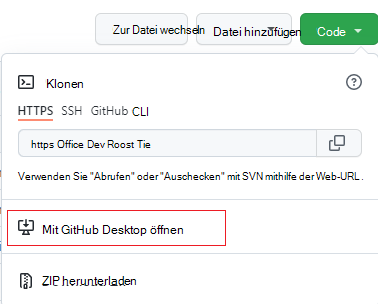 Zur Datei wechseln
Datei hinzufügen
Code
Klonen
HTTPS SSH GitHub CLI
https Office Dev Roost Tie
Verwenden Sie "Abrufen" oder "Auschecken" mit SVN mithilfe der Web-URL .
Mit GitHub Desktop öffnen
ZIP herunterladen